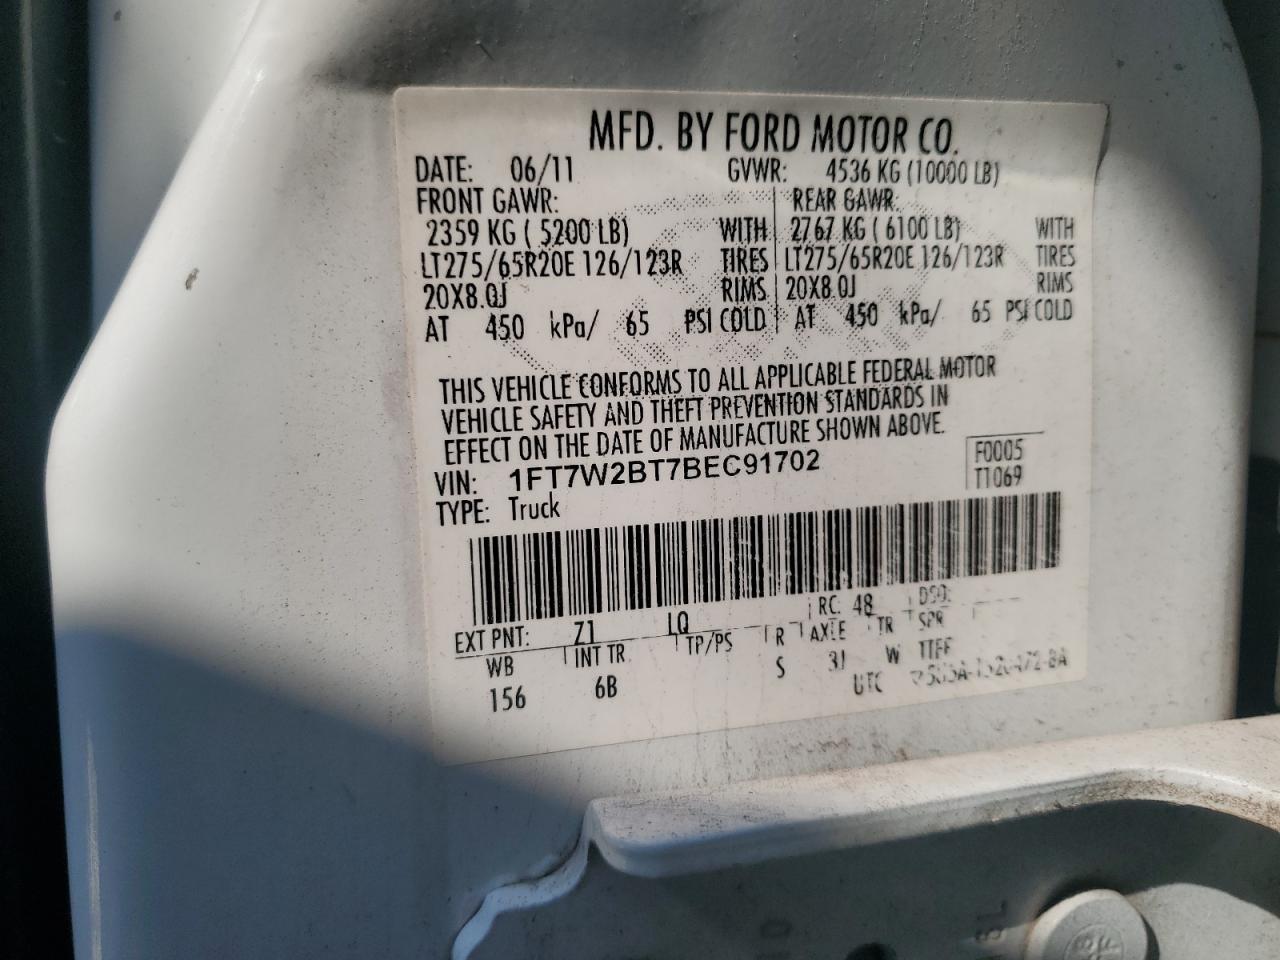 MFD. BY FORD MOTOR CO.
DATE: 06/11 GVWR: 4536 KG (10000 LB)
FRONT GAWR: REAR GAWR:
2359 KG ( 5200 LB) WITH 2767 KG ( 6100 LB) WITH
LT275/65R20E 126/123R TIRES LT275/65R20E 126/123R TIRES
20X8.0J RIMS 20X8.0J RIMS
AT 450 kPa/ 65 PSI COLD AT 450 kPa/ 65 PSI COLD
THIS VEHICLE CONFORMS TO ALL APPLICABLE FEDERAL MOTOR
VEHICLE SAFETY AND THEFT PREVENTION STANDARDS IN
EFFECT ON THE DATE OF MANUFACTURE SHOWN ABOVE.
VIN: 1FT7W2BT7BEC91702 F0005
TYPE: Truck T1069
EXT PNT: Z1 LQ RC: 48 DSO:
WB INT TR TP/PS R AXLE TR SPR
156 6B S 31 W
UTC